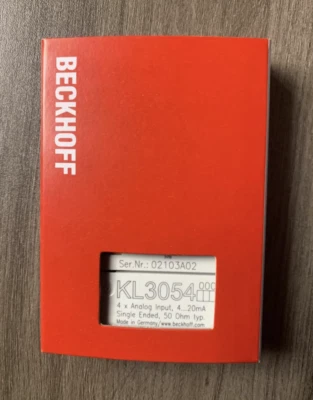 BECKHOFF
Ser.Nr.: 02103A02
KL3054
4 x Analog Input, 4...20mA
Single Ended, 50 Ohm typ
Made in Germany/www.beckhoff.com